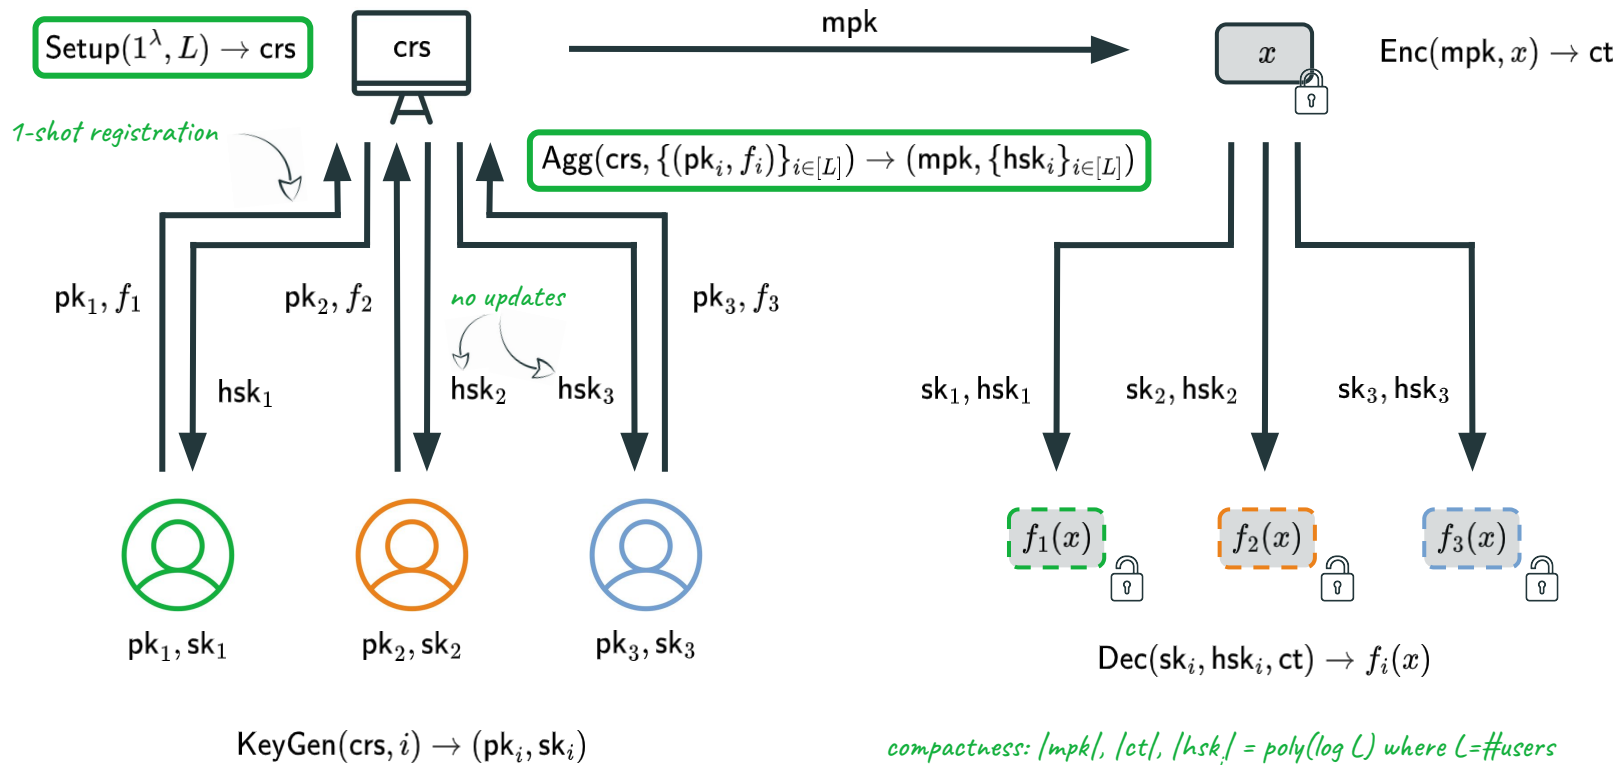 Setup(1^λ, L) → crs
crs
mpk
x
Enc(mpk, x) → ct
1-shot registration
Agg(crs, {(pk_i, f_i)}_{i∈[L]}) → (mpk, {hsk_i}_{i∈[L]})
pk_1, f_1
pk_2, f_2
no updates
pk_3, f_3
hsk_1
hsk_2
hsk_3
sk_1, hsk_1
sk_2, hsk_2
sk_3, hsk_3
f_1(x)
f_2(x)
f_3(x)
pk_1, sk_1
pk_2, sk_2
pk_3, sk_3
Dec(sk_i, hsk_i, ct) → f_i(x)
KeyGen(crs, i) → (pk_i, sk_i)
compactness: |mpk|, |ct|, |hsk_i| = poly(log L) where L=#users